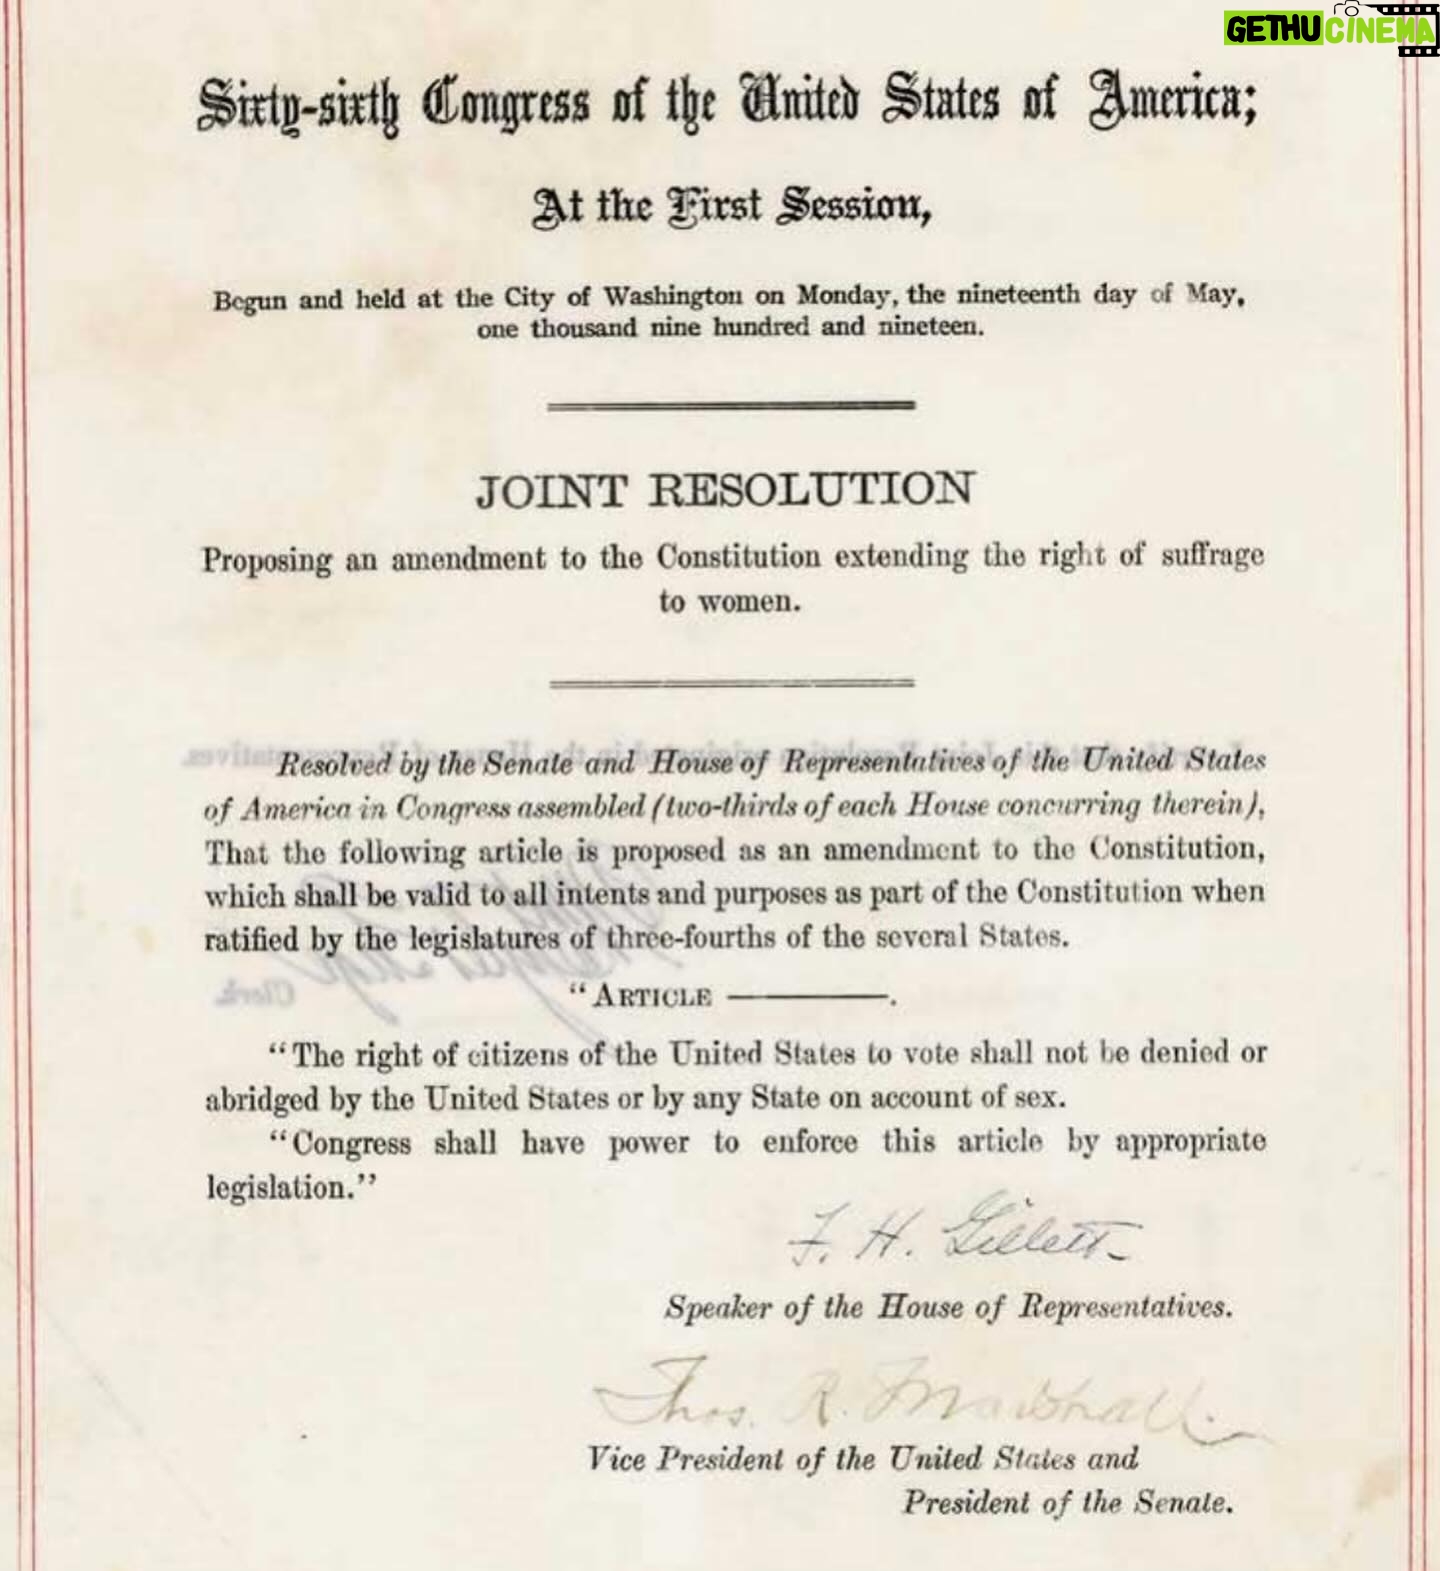 GETHUCINEMA
Sixty-sixth Congress of the United States of America;
At the First Session,
Begun and held at the City of Washington on Monday, the nineteenth day of May,
one thousand nine hundred and nineteen.
JOINT RESOLUTION
Proposing an amendment to the Constitution extending the right of suffrage
to women.
Resolved by the Senate and House of Representatives of the United States
of America in Congress assembled (two-thirds of each House concurring therein),
That the following article is proposed as an amendment to the Constitution,
which shall be valid to all intents and purposes as part of the Constitution when
ratified by the legislatures of three-fourths of the several States.
"ARTICLE ———.
"The right of citizens of the United States to vote shall not be denied or
abridged by the United States or by any State on account of sex.
"Congress shall have power to enforce this article by appropriate
legislation."
F. H. Gillett
Speaker of the House of Representatives.
Thos. R. Marshall.
Vice President of the United States and
President of the Senate.